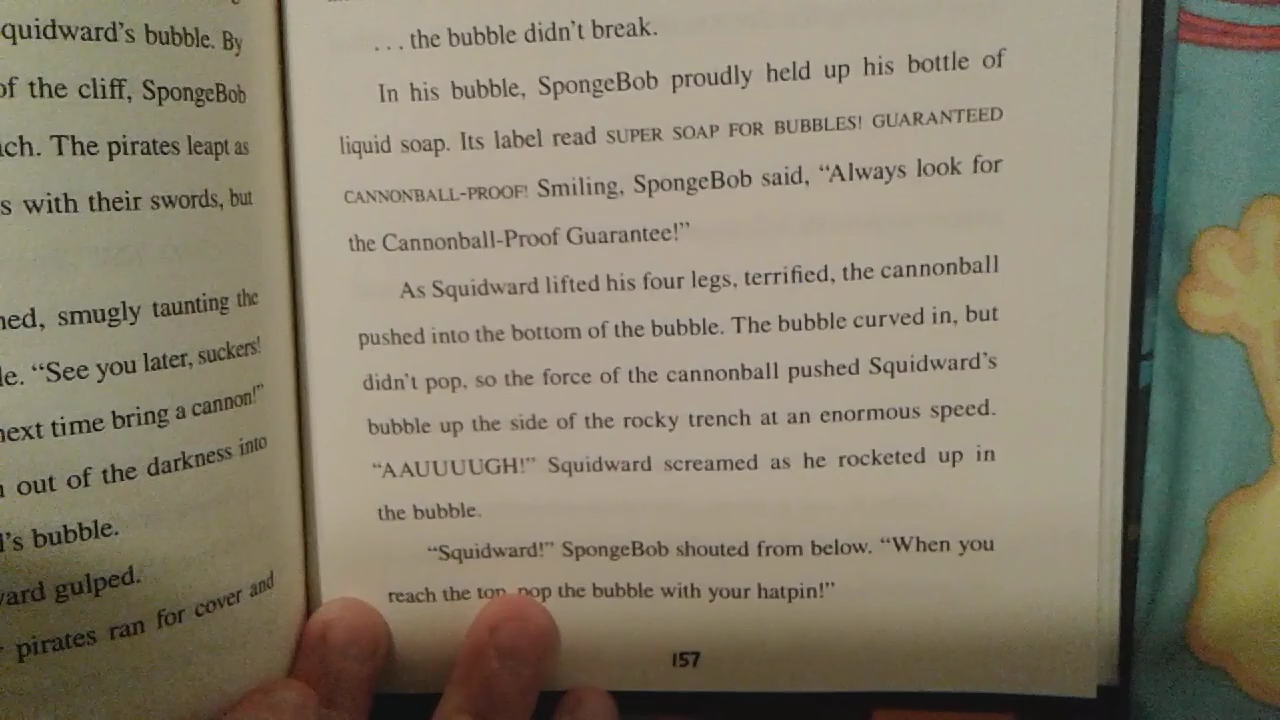 quidward's bubble. By
of the cliff, SpongeBob
ch. The pirates leapt as
s with their swords, but
ned, smugly taunting the
le. “See you later, suckers!
next time bring a cannon!”
out of the darkness into
's bubble.
ward gulped.
pirates ran for cover and
. . . the bubble didn't break.
In his bubble, SpongeBob proudly held up his bottle of
liquid soap. Its label read SUPER SOAP FOR BUBBLES! GUARANTEED
CANNONBALL-PROOF! Smiling, SpongeBob said, “Always look for
the Cannonball-Proof Guarantee!”
As Squidward lifted his four legs, terrified, the cannonball
pushed into the bottom of the bubble. The bubble curved in, but
didn't pop, so the force of the cannonball pushed Squidward's
bubble up the side of the rocky trench at an enormous speed.
“AAUUUUGH!” Squidward screamed as he rocketed up in
the bubble.
“Squidward!” SpongeBob shouted from below. “When you
reach the top, pop the bubble with your hatpin!”
157